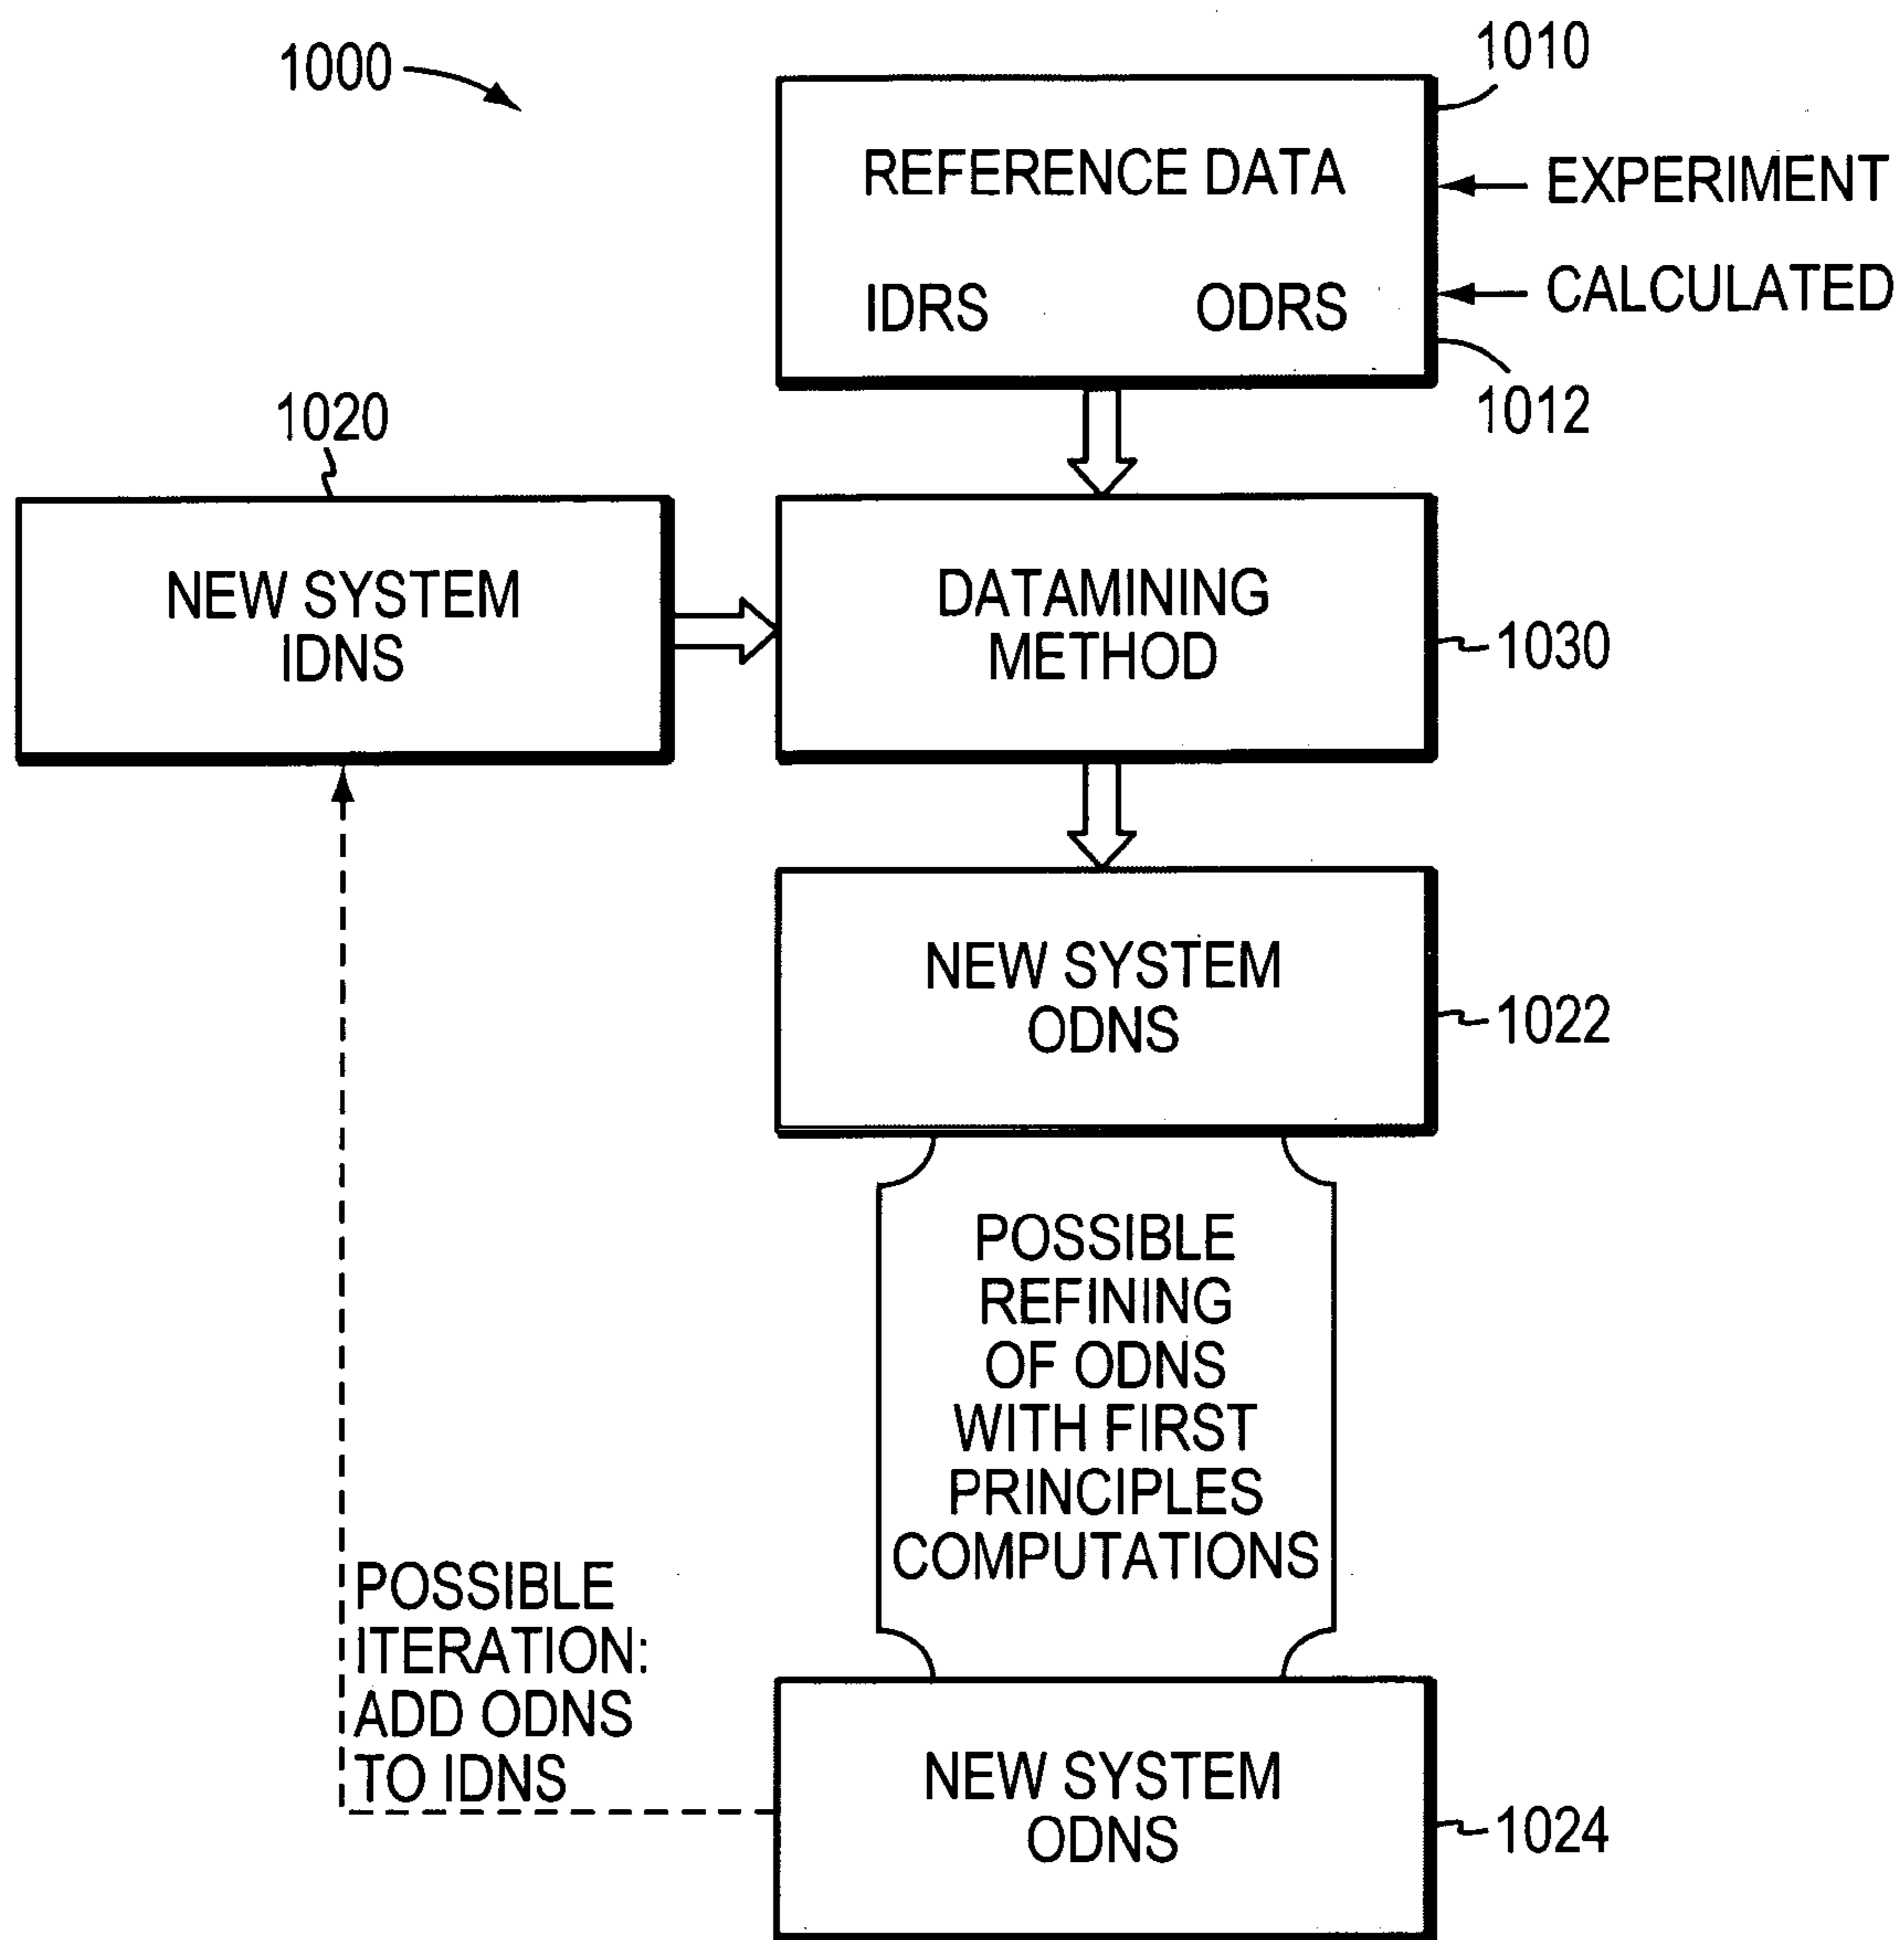 1000
1010
REFERENCE DATA
EXPERIMENT
IDRS ODRS
CALCULATED
1012
1020
NEW SYSTEM
IDNS
DATAMINING
METHOD
1030
NEW SYSTEM
ODNS
1022
POSSIBLE
REFINING
OF ODNS
WITH FIRST
PRINCIPLES
COMPUTATIONS
POSSIBLE
ITERATION:
ADD ODNS
TO IDNS
NEW SYSTEM
ODNS
1024